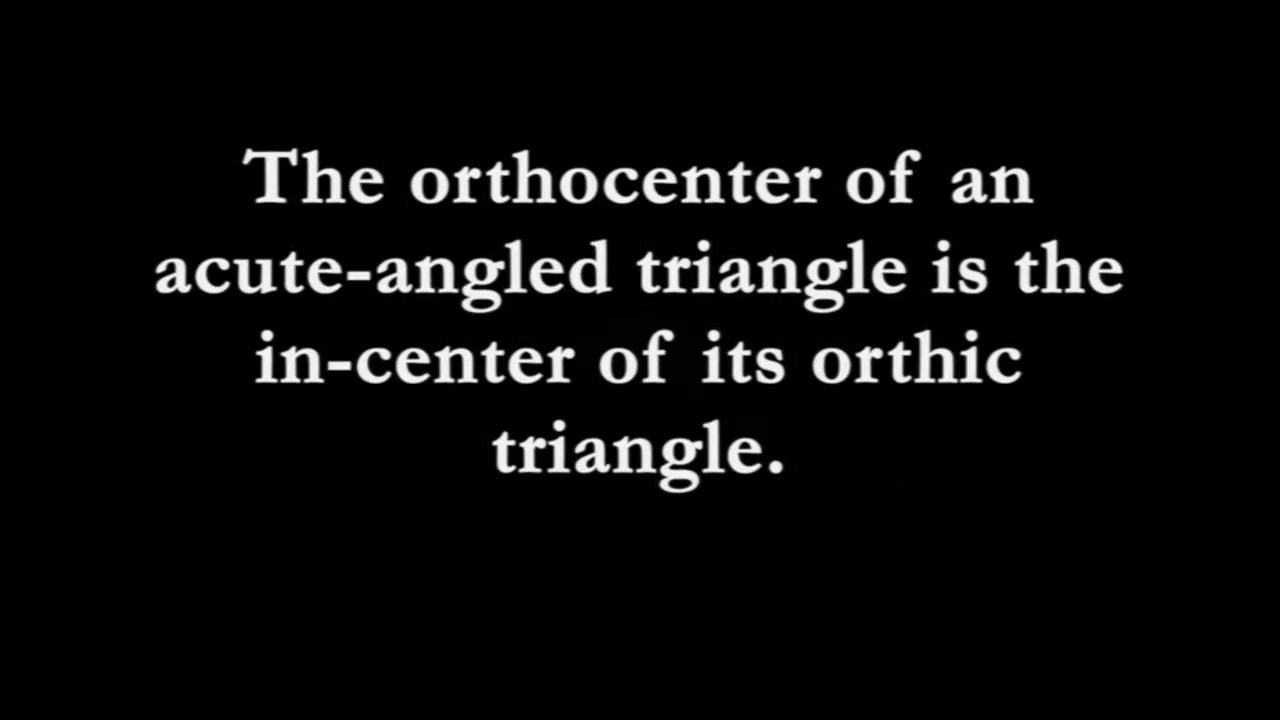 The orthocenter of an
acute-angled triangle is the
in-center of its orthic
triangle.